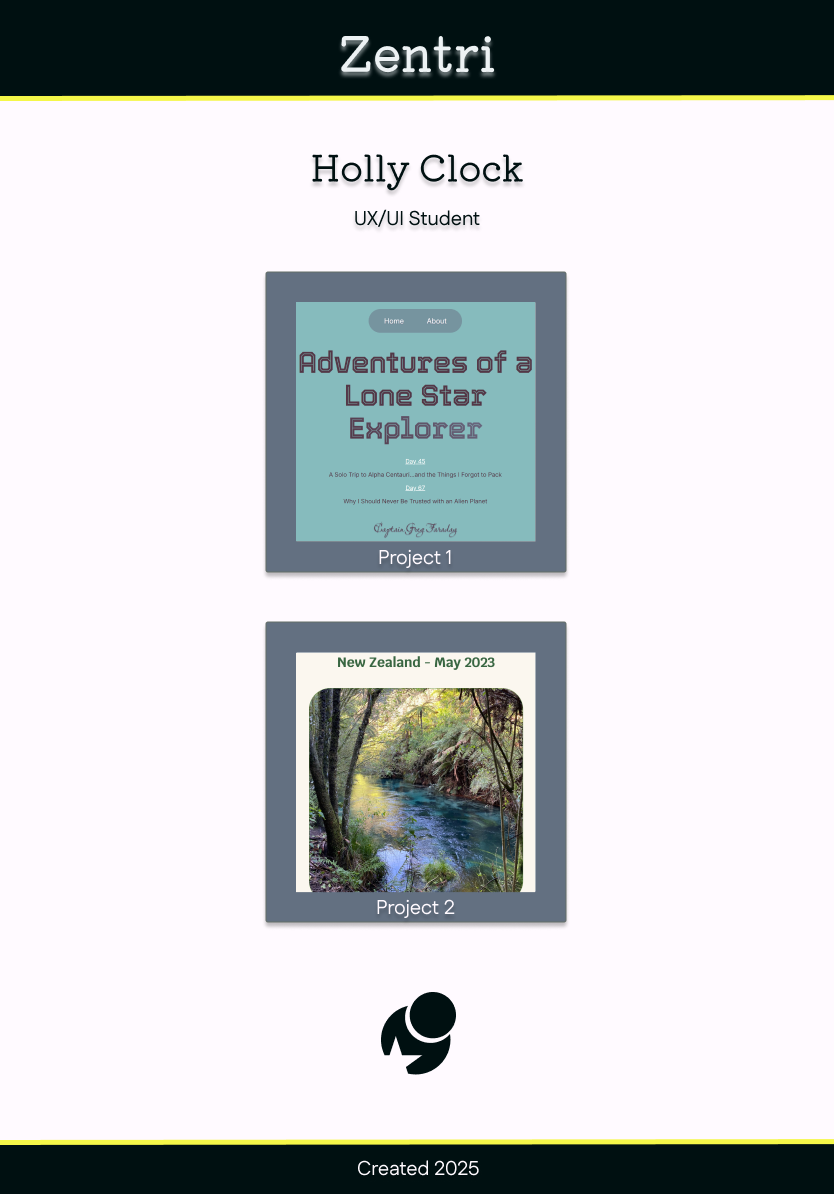 Zentri
Holly Clock
UX/UI Student
Home About
Adventures of a
Lone Star
Explorer
Day 45
A Solo Trip to Alpha Centauri...and the Things I Forgot to Pack
Day 67
Why I Should Never Be Trusted with an Alien Planet
Captain Greg Faraday
Project 1
New Zealand - May 2023
Project 2
Created 2025